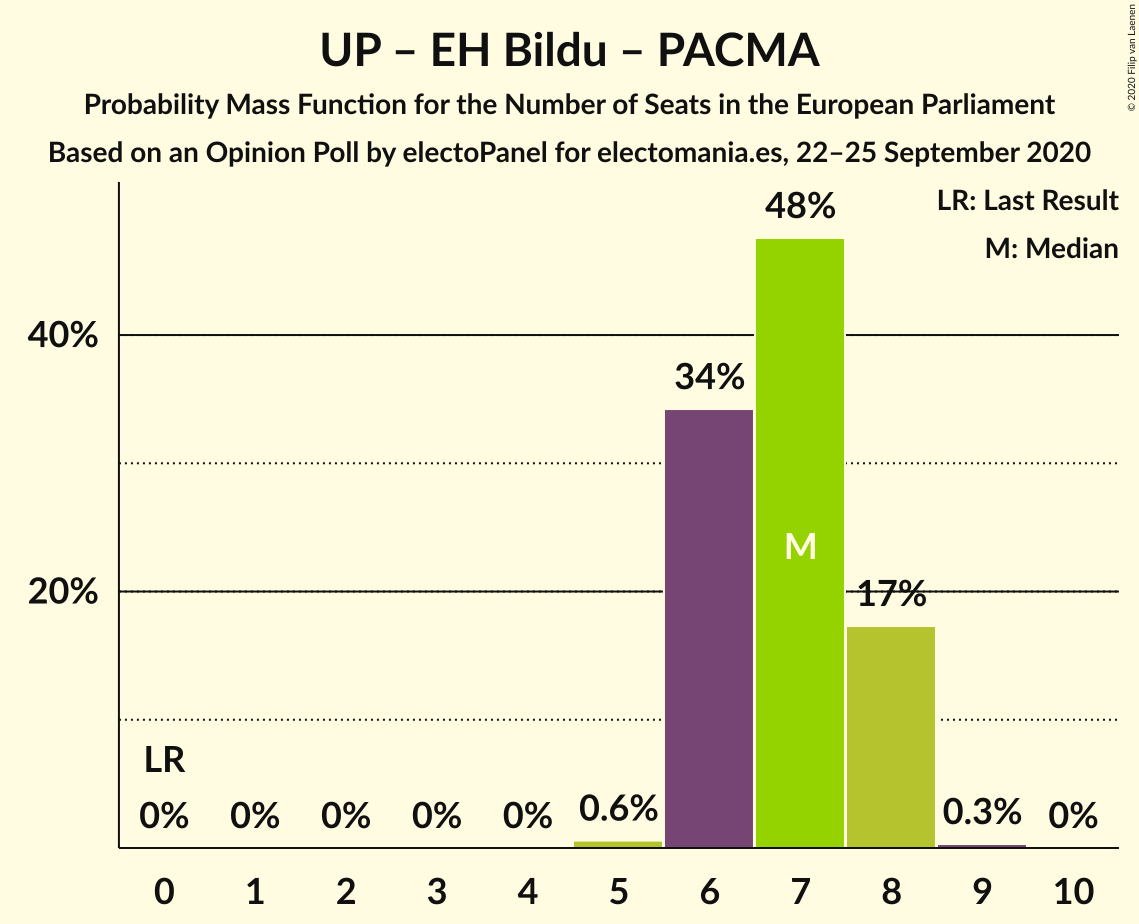 UP – EH Bildu – PACMA
Probability Mass Function for the Number of Seats in the European Parliament
Based on an Opinion Poll by electoPanel for electomania.es, 22–25 September 2020
© 2020 Filip van Laenen
LR: Last Result
M: Median
48%
40%
34%
M
20%
17%
LR
0% 0% 0% 0% 0% 0.6% 0.3% 0%
0 1 2 3 4 5 6 7 8 9 10